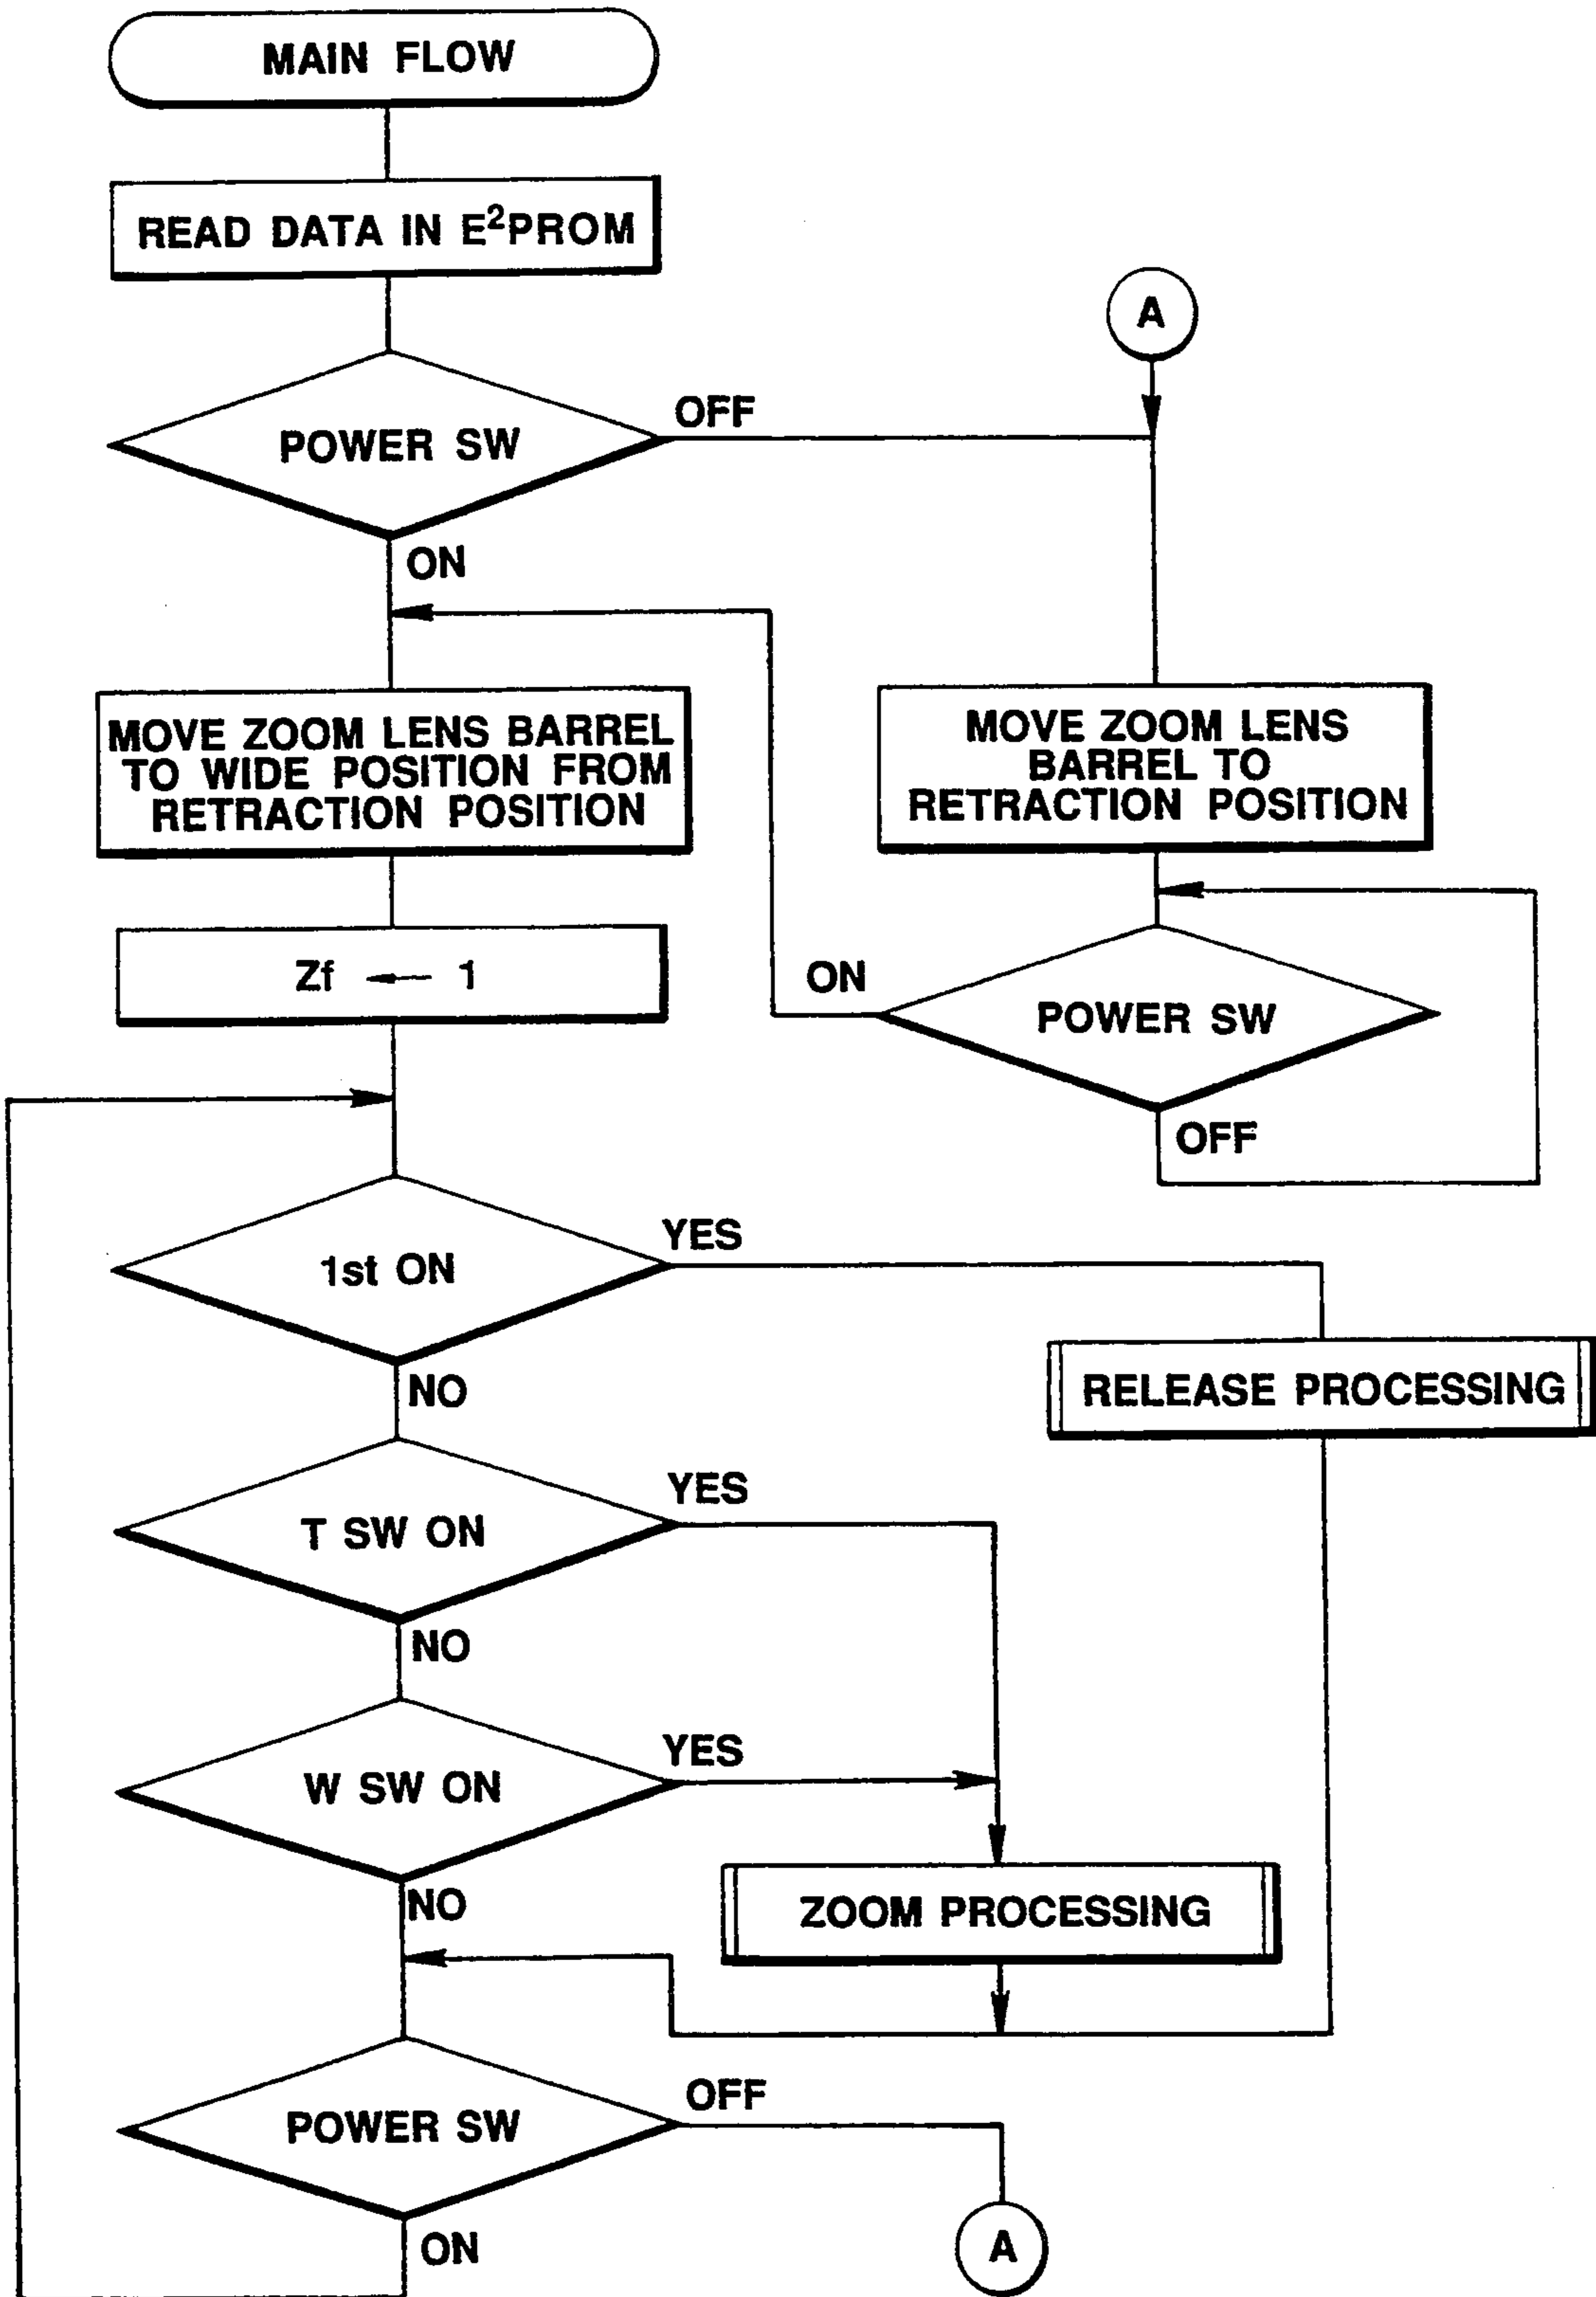 MAIN FLOW
READ DATA IN E²PROM
A
POWER SW
OFF
ON
MOVE ZOOM LENS BARREL
TO WIDE POSITION FROM
RETRACTION POSITION
MOVE ZOOM LENS
BARREL TO
RETRACTION POSITION
Zf ← 1
ON
POWER SW
OFF
1st ON
YES
NO
RELEASE PROCESSING
T SW ON
YES
NO
W SW ON
YES
NO
ZOOM PROCESSING
POWER SW
OFF
ON
A